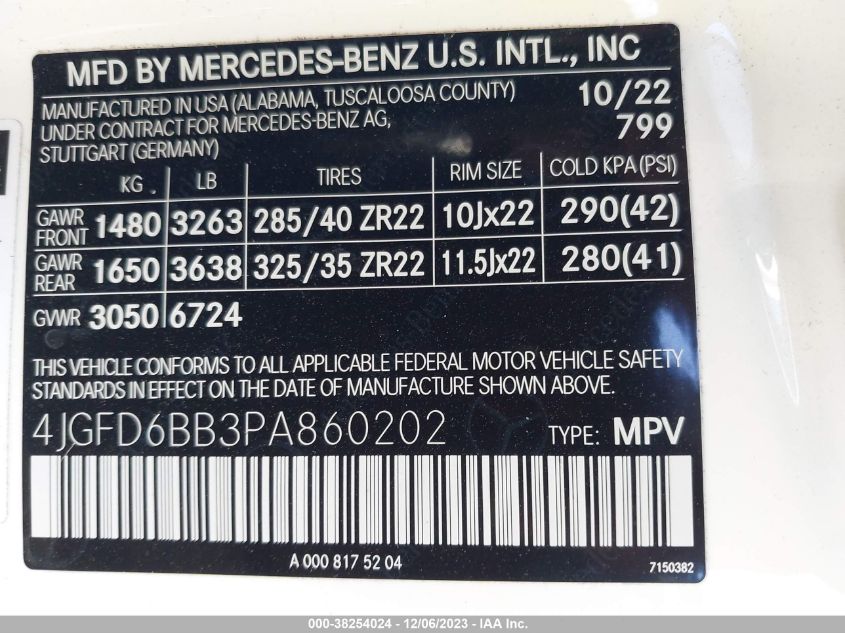 MFD BY MERCEDES-BENZ U.S. INTL., INC
MANUFACTURED IN USA (ALABAMA, TUSCALOOSA COUNTY) 10/22
UNDER CONTRACT FOR MERCEDES-BENZ AG, 799
STUTTGART (GERMANY)
KG LB TIRES RIM SIZE COLD KPA (PSI)
GAWR FRONT 1480 3263 285/40 ZR22 10Jx22 290(42)
GAWR REAR 1650 3638 325/35 ZR22 11.5Jx22 280(41)
GVWR 3050 6724
THIS VEHICLE CONFORMS TO ALL APPLICABLE FEDERAL MOTOR VEHICLE SAFETY
STANDARDS IN EFFECT ON THE DATE OF MANUFACTURE SHOWN ABOVE.
4JGFD6BB3PA860202 TYPE: MPV
A 000 817 52 04
7150382
000-38254024 - 12/06/2023 - IAA Inc.